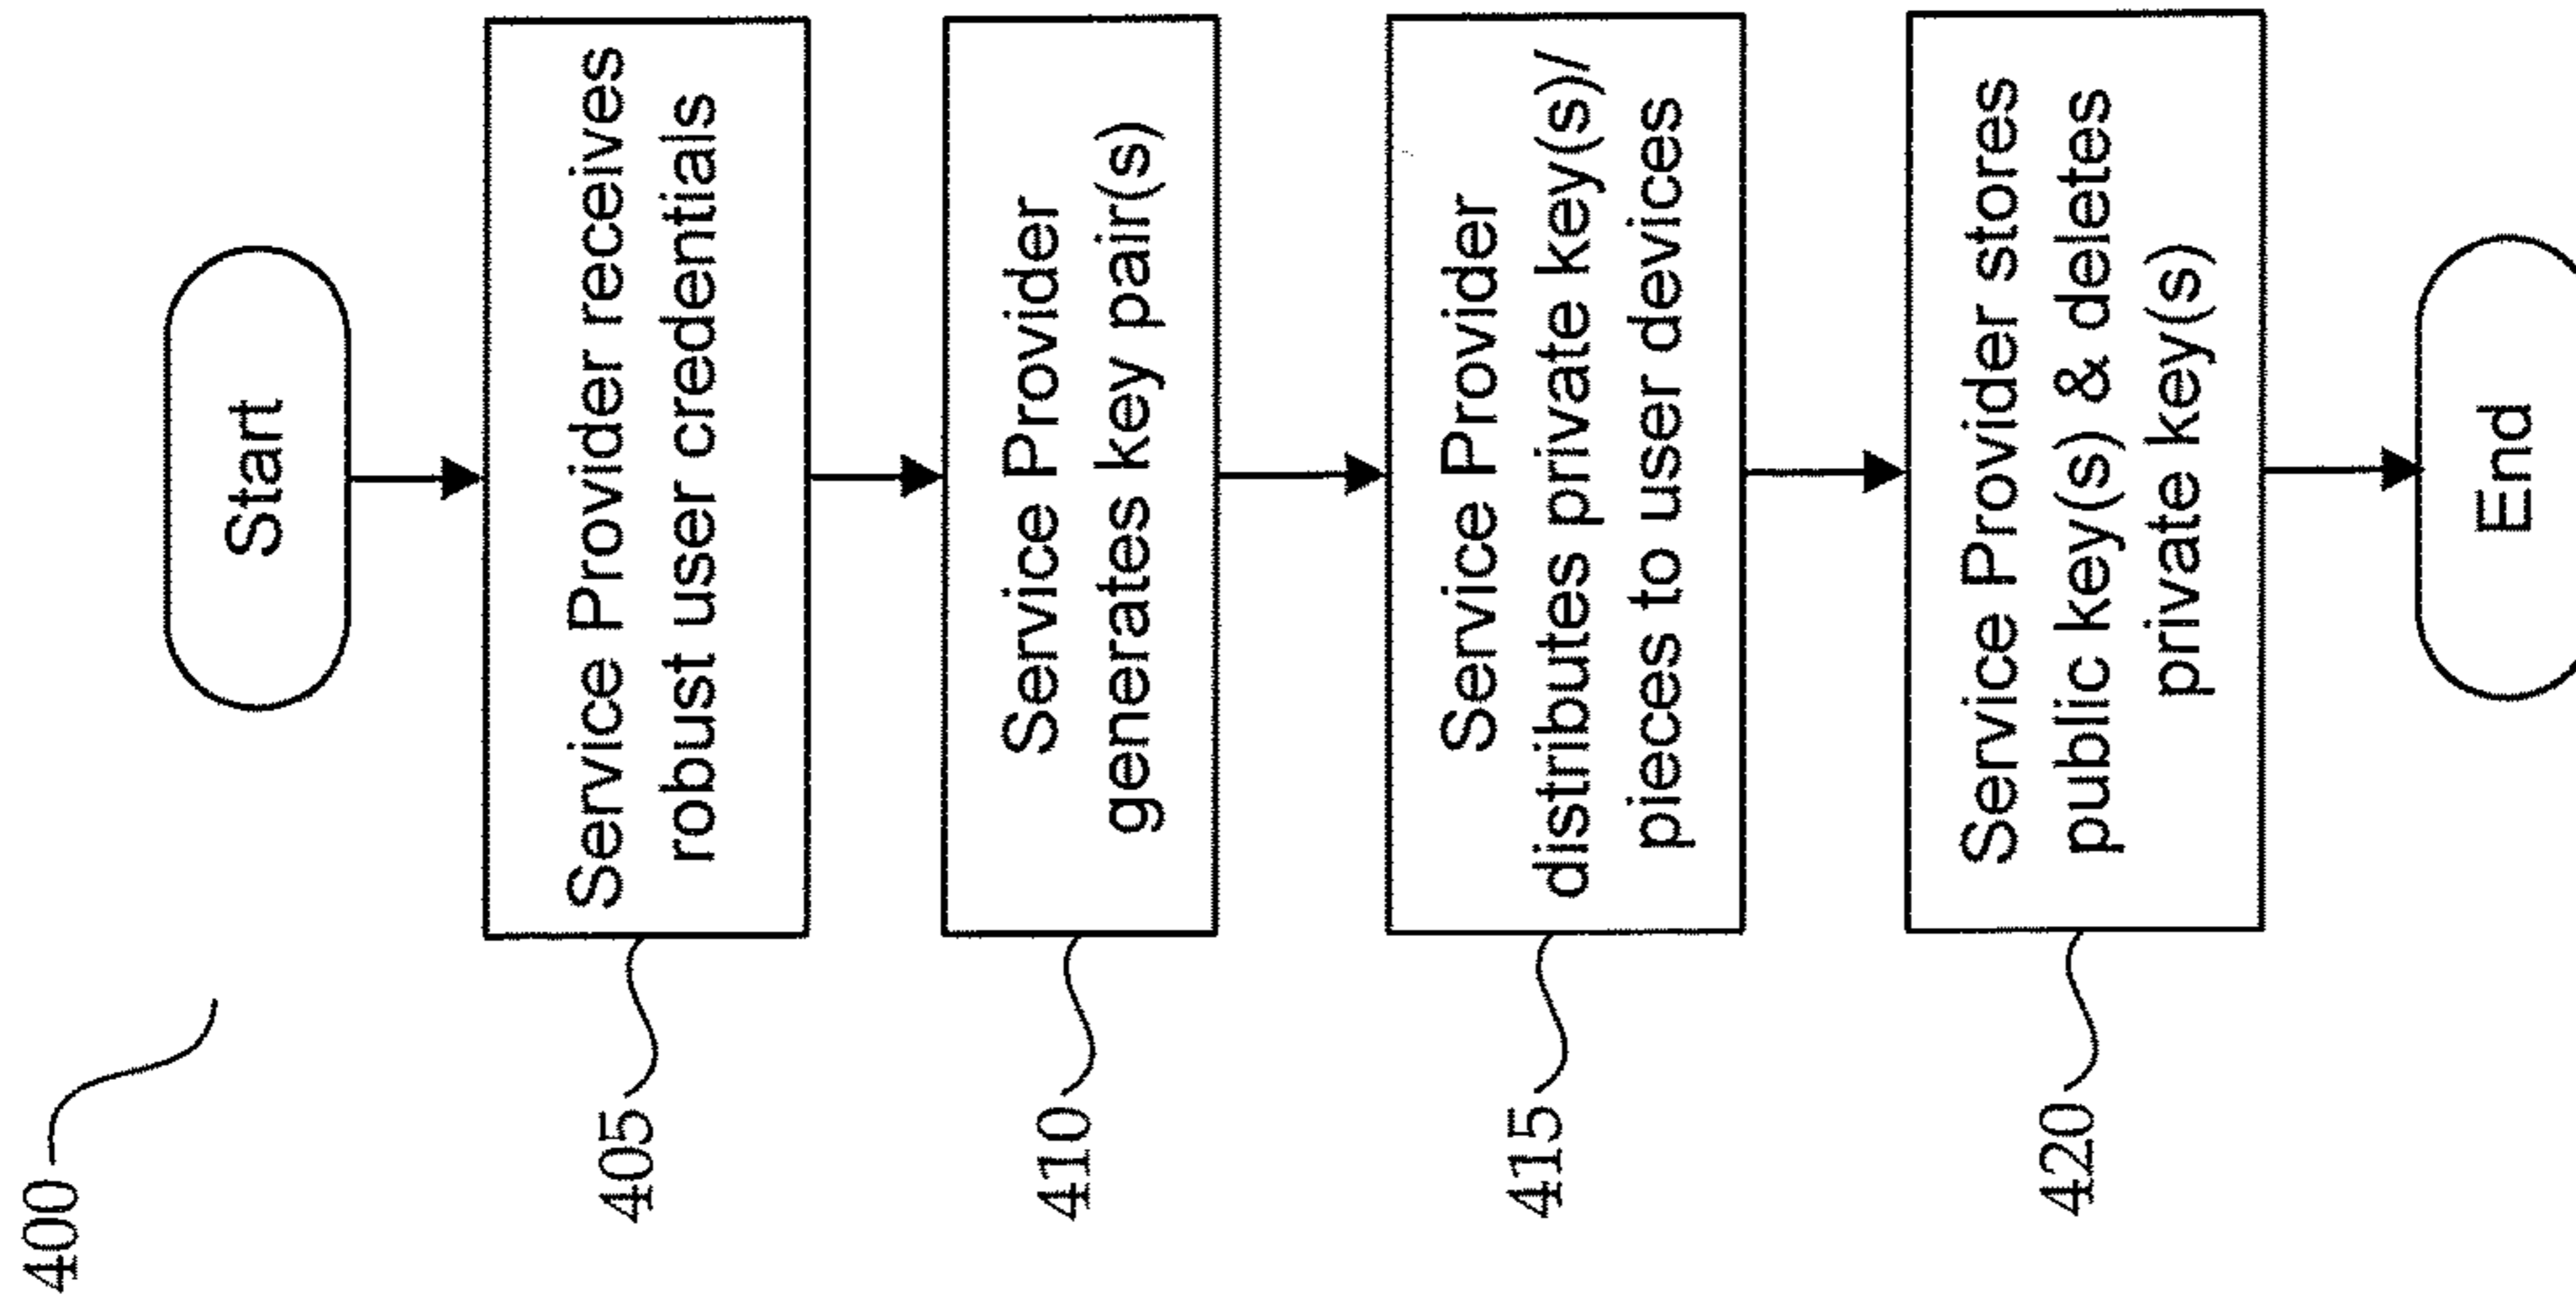 400
Start
405
Service Provider receives
robust user credentials
410
Service Provider
generates key pair(s)
415
Service Provider
distributes private key(s)/
pieces to user devices
420
Service Provider stores
public key(s) & deletes
private key(s)
End